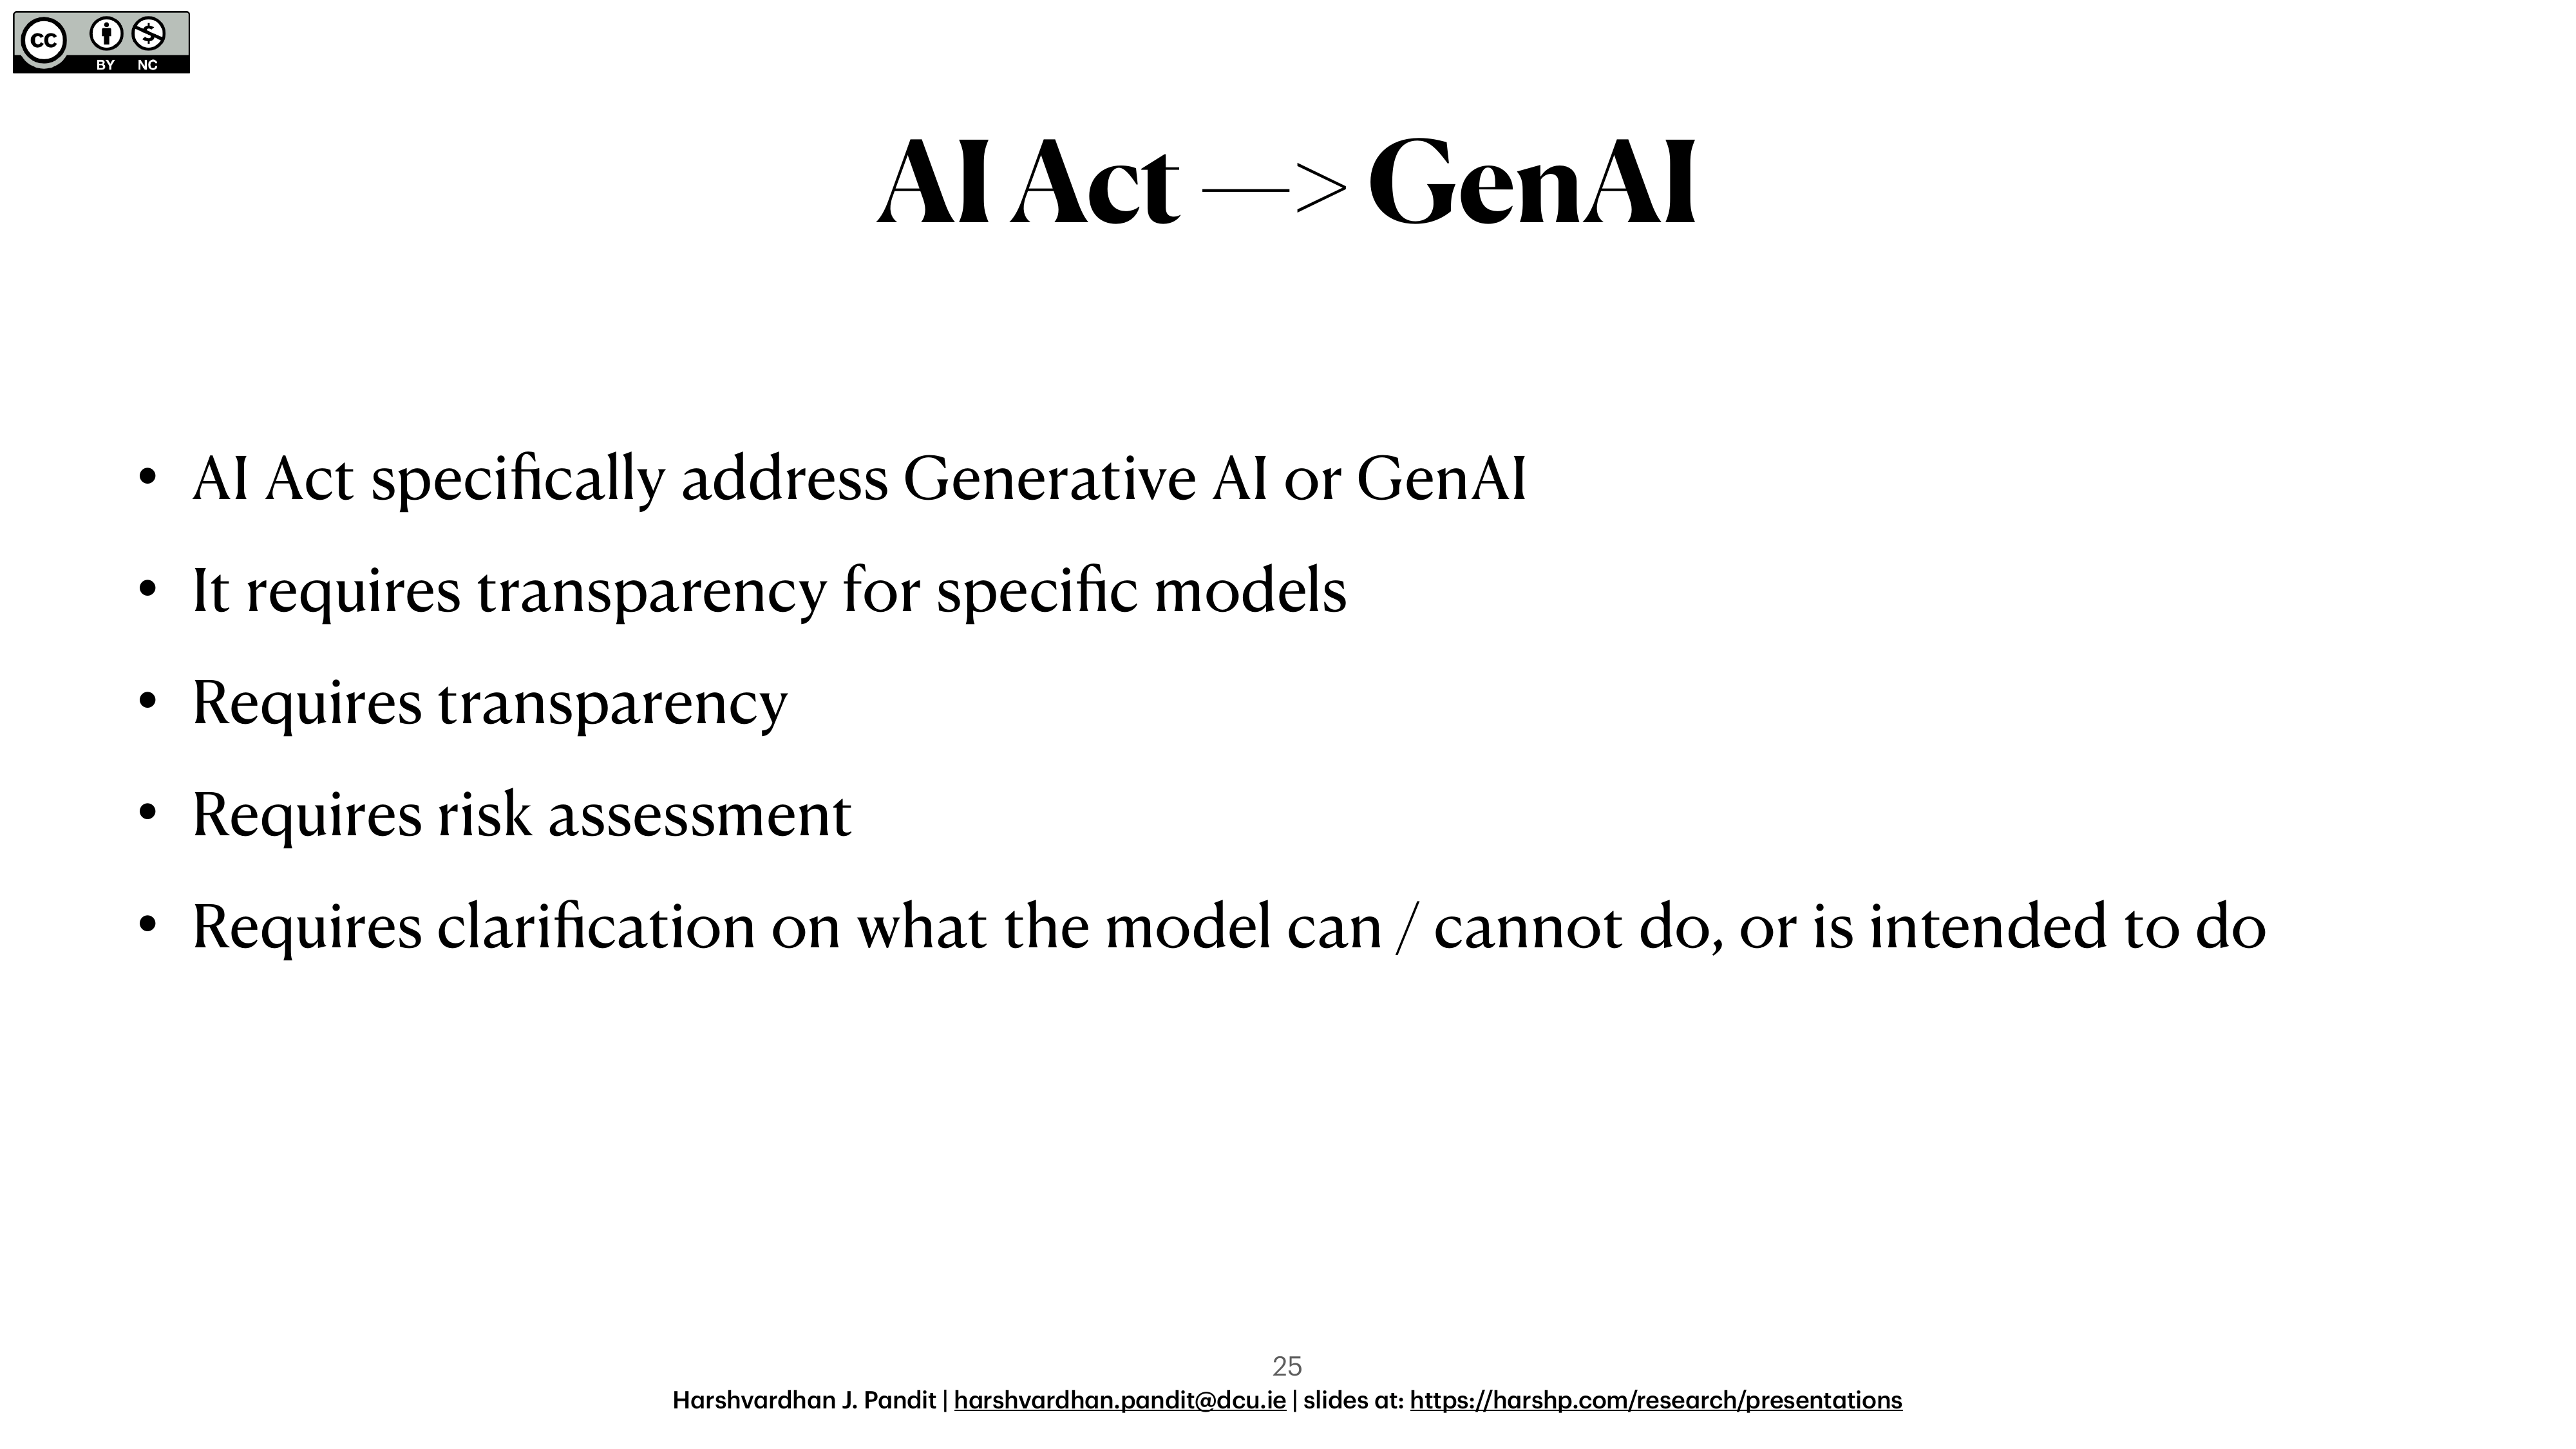 CC BY NC
AI Act —> GenAI
• AI Act specifically address Generative AI or GenAI
• It requires transparency for specific models
• Requires transparency
• Requires risk assessment
• Requires clarification on what the model can / cannot do, or is intended to do
25
Harshvardhan J. Pandit | harshvardhan.pandit@dcu.ie | slides at: https://harshp.com/research/presentations